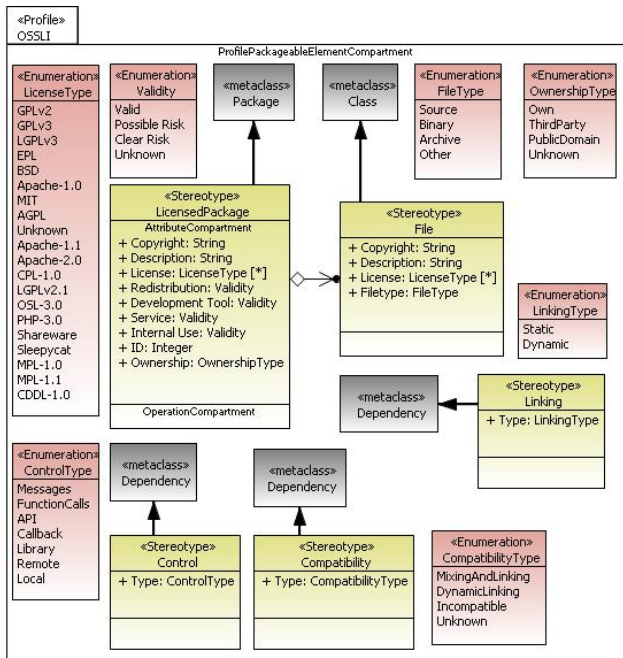 «Profile»
OSSLI
ProfilePackageableElementCompartment
«Enumeration»
LicenseType
GPLv2
GPLv3
LGPLv3
EPL
BSD
Apache-1.0
MIT
AGPL
Unknown
Apache-1.1
Apache-2.0
CPL-1.0
LGPLv2.1
OSL-3.0
PHP-3.0
Shareware
Sleepycat
MPL-1.0
MPL-1.1
CDDL-1.0
«Enumeration»
Validity
Valid
Possible Risk
Clear Risk
Unknown
«metaclass»
Package
«metaclass»
Class
«Enumeration»
FileType
Source
Binary
Archive
Other
«Enumeration»
OwnershipType
Own
ThirdParty
PublicDomain
Unknown
«Stereotype»
LicensedPackage
AttributeCompartment
+ Copyright: String
+ Description: String
+ License: LicenseType [*]
+ Redistribution: Validity
+ Development Tool: Validity
+ Service: Validity
+ Internal Use: Validity
+ ID: Integer
+ Ownership: OwnershipType
OperationCompartment
«Stereotype»
File
+ Copyright: String
+ Description: String
+ License: LicenseType [*]
+ Filetype: FileType
«Enumeration»
LinkingType
Static
Dynamic
«metaclass»
Dependency
«Stereotype»
Linking
+ Type: LinkingType
«Enumeration»
ControlType
Messages
FunctionCalls
API
Callback
Library
Remote
Local
«metaclass»
Dependency
«metaclass»
Dependency
«Stereotype»
Control
+ Type: ControlType
«Stereotype»
Compatibility
+ Type: CompatibilityType
«Enumeration»
CompatibilityType
MixingAndLinking
DynamicLinking
Incompatible
Unknown